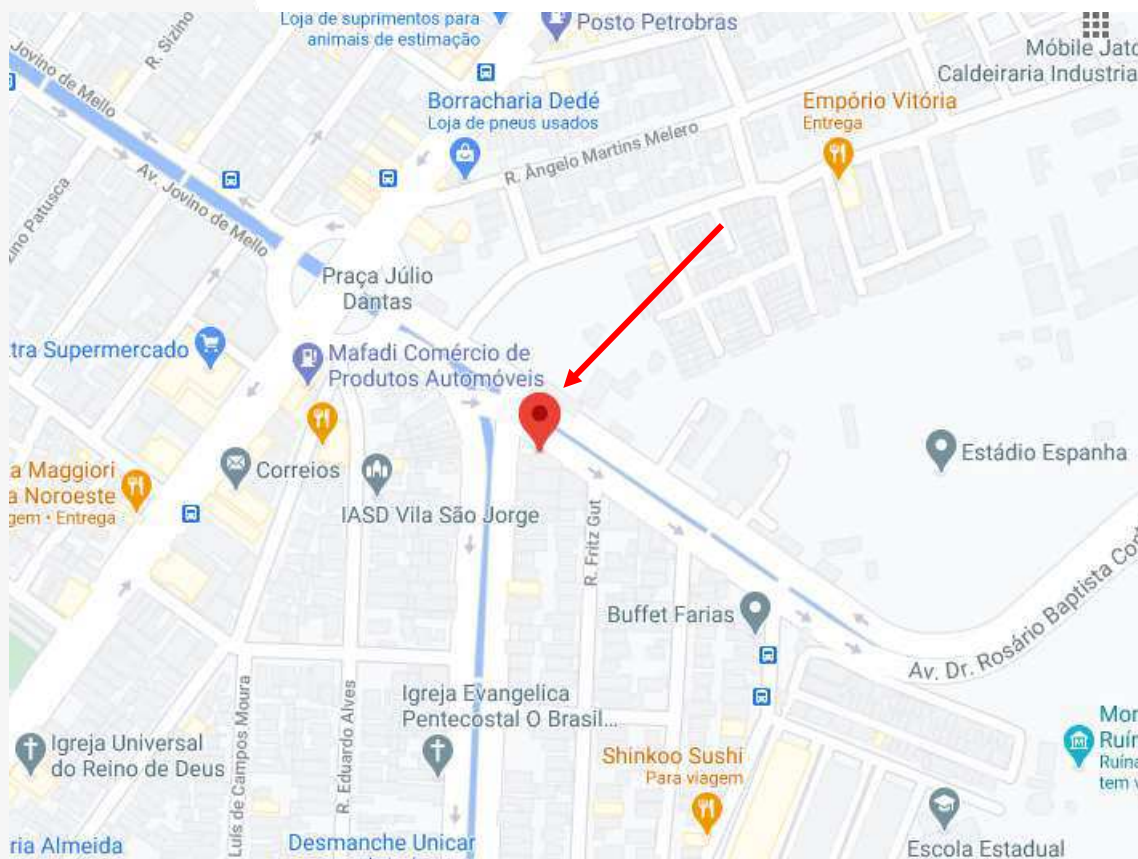 Loja de suprimentos para
animais de estimação
Posto Petrobras
Móbile Jato
Caldeiraria Industria
R. Sizino
Jovino de Mello
Borracharia Dedé
Loja de pneus usados
Empório Vitória
Entrega
R. Ângelo Martins Melero
Av. Jovino de Mello
ino Patusca
Praça Júlio
Dantas
tra Supermercado
Mafadi Comércio de
Produtos Automóveis
Estádio Espanha
a Maggiori
a Noroeste
gem • Entrega
Correios
IASD Vila São Jorge
R. Fritz Gut
Buffet Farias
Av. Dr. Rosário Baptista Cor
Igreja Evangelica
Pentecostal O Brasil...
Luís de Campos Moura
R. Eduardo Alves
Igreja Universal
do Reino de Deus
Shinkoo Sushi
Para viagem
Mor
Ruín
Ruína
tem v
ria Almeida
Desmanche Unicar
Escola Estadual